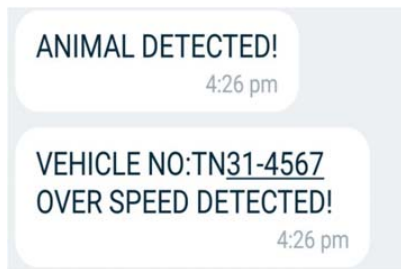 ANIMAL DETECTED!
4:26 pm
VEHICLE NO:TN31-4567
OVER SPEED DETECTED!
4:26 pm